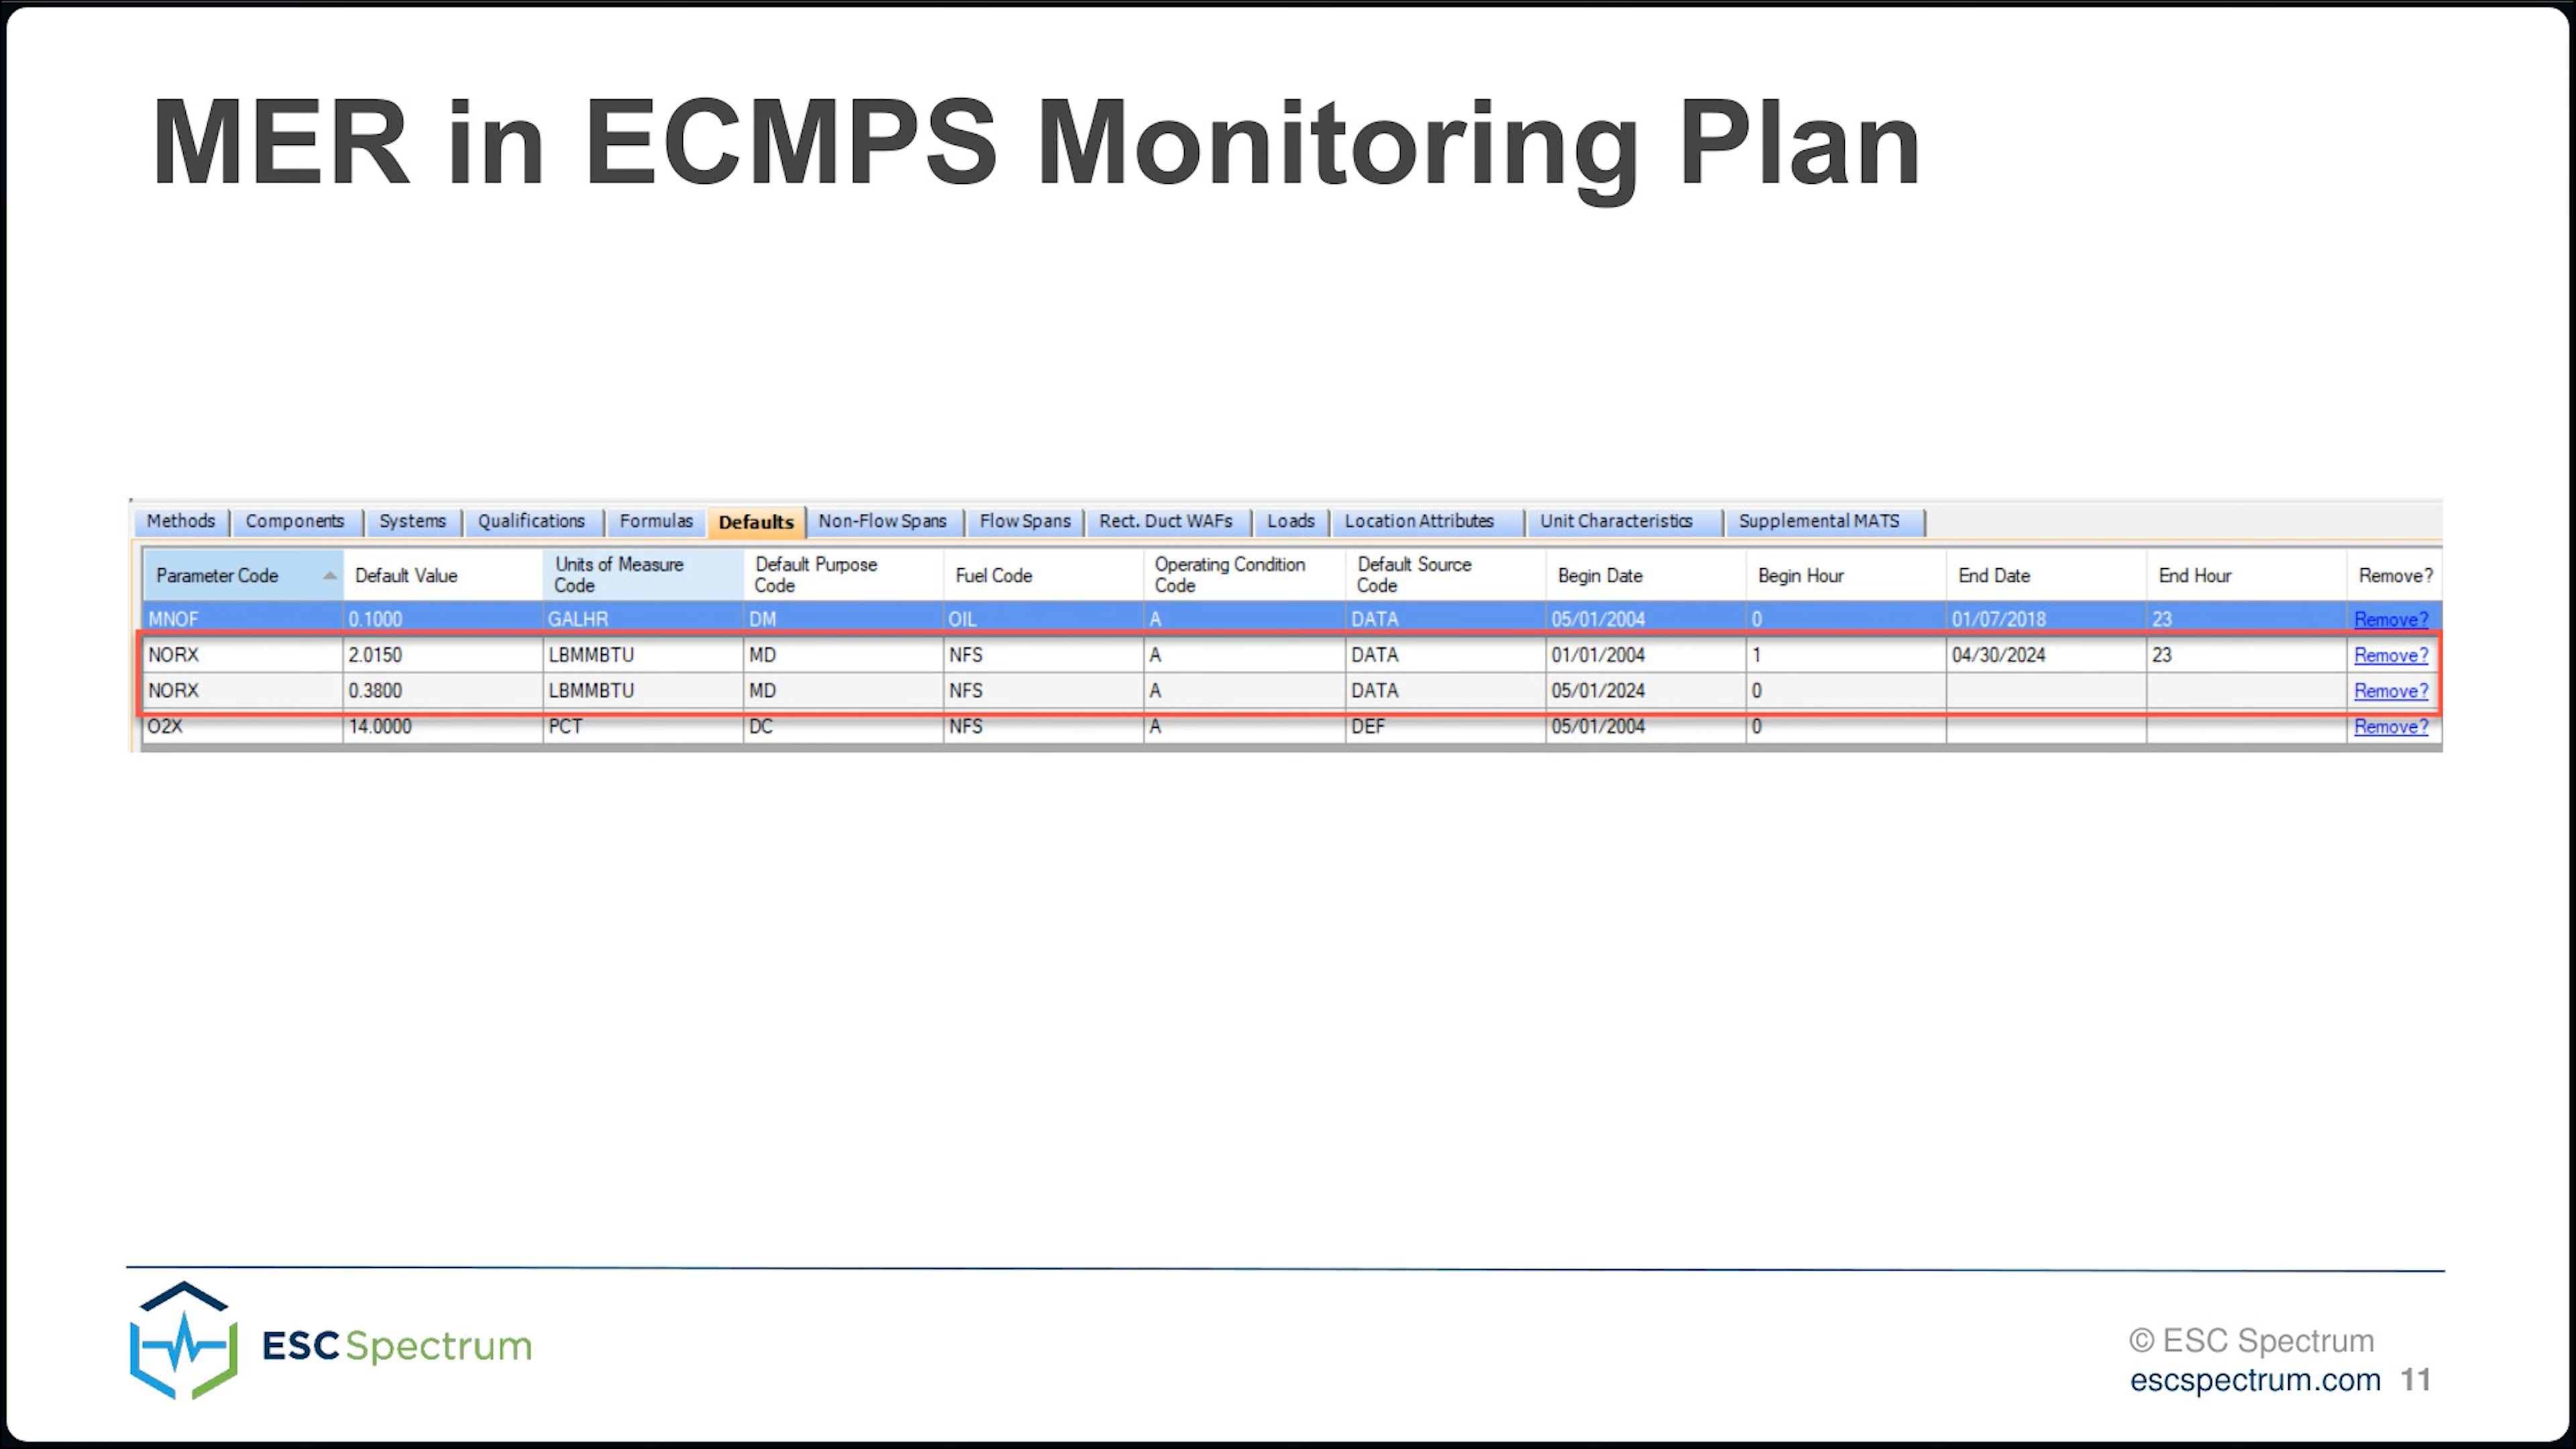 MER in ECMPS Monitoring Plan
Methods Components Systems Qualifications Formulas Defaults Non-Flow Spans Flow Spans Rect. Duct WAFs Loads Location Attributes Unit Characteristics Supplemental MATS
Parameter Code Default Value Units of Measure Code Default Purpose Code Fuel Code Operating Condition Code Default Source Code Begin Date Begin Hour End Date End Hour Remove?
MNOF 0.1000 GALHR DM OIL A DATA 05/01/2004 0 01/07/2018 23 Remove?
NORX 2.0150 LBMMBTU MD NFS A DATA 01/01/2004 1 04/30/2024 23 Remove?
NORX 0.3800 LBMMBTU MD NFS A DATA 05/01/2024 0 Remove?
O2X 14.0000 PCT DC NFS A DEF 05/01/2004 0 Remove?
ESC Spectrum
© ESC Spectrum
escspectrum.com 11